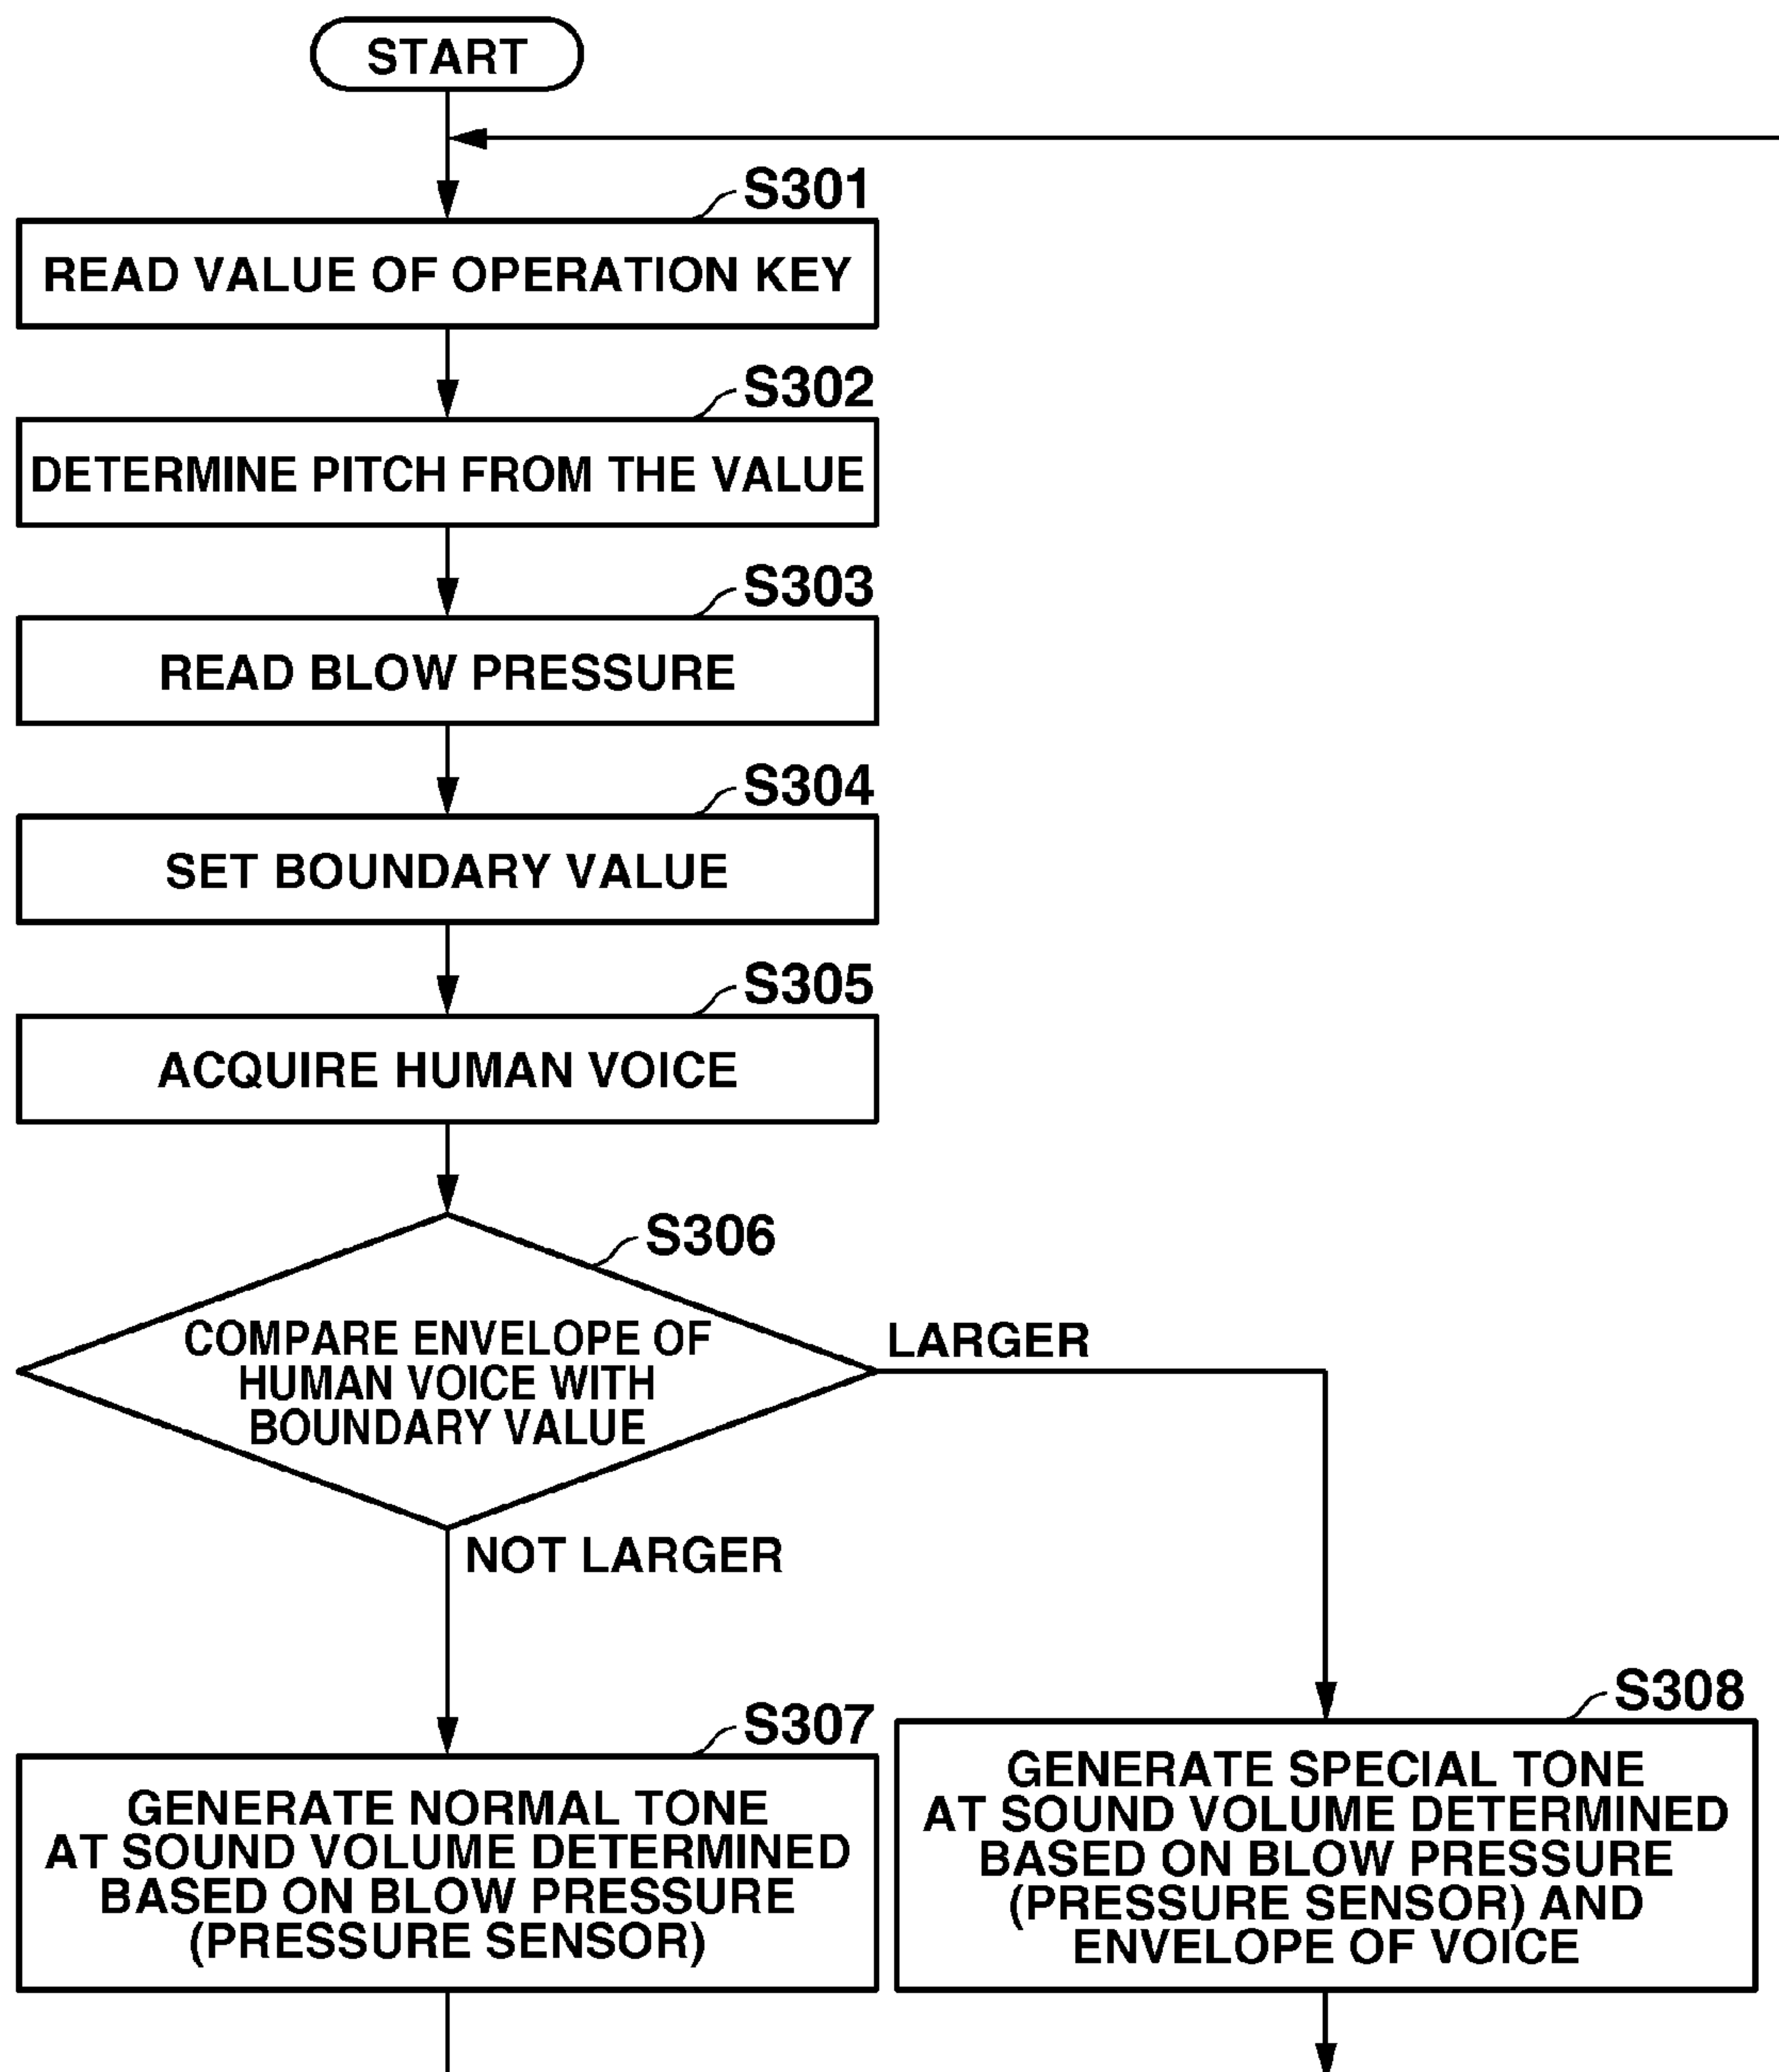 START
S301
READ VALUE OF OPERATION KEY
S302
DETERMINE PITCH FROM THE VALUE
S303
READ BLOW PRESSURE
S304
SET BOUNDARY VALUE
S305
ACQUIRE HUMAN VOICE
S306
COMPARE ENVELOPE OF
HUMAN VOICE WITH
BOUNDARY VALUE
LARGER
NOT LARGER
S307
GENERATE NORMAL TONE
AT SOUND VOLUME DETERMINED
BASED ON BLOW PRESSURE
(PRESSURE SENSOR)
S308
GENERATE SPECIAL TONE
AT SOUND VOLUME DETERMINED
BASED ON BLOW PRESSURE
(PRESSURE SENSOR) AND
ENVELOPE OF VOICE